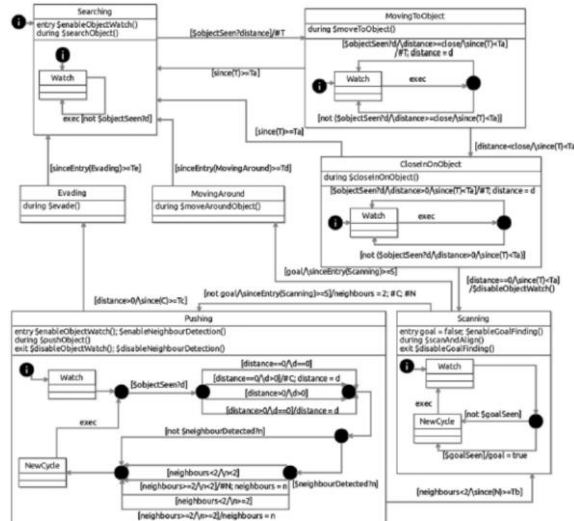 Searching
entry $enableObjectWatch()
during $searchObject()
i
i
Watch
exec[not $objectSeen?d]
[$objectSeen?distance]/#T
[since(T)>=Ta]
[since(T)>=Ta]
MovingToObject
during $moveToObject()
[$objectSeen?d/\distance>=close/\since(T)<Ta]
/#T; distance = d
i
Watch
exec
[not ($objectSeen?d/\distance>=close/\since(T)<Ta)]
[distance<close/\since(T)<Ta]
CloseInOnObject
during $closeInOnObject()
[$objectSeen?d/\distance>0/\since(T)<Ta]/#T; distance = d
i
Watch
exec
[not ($objectSeen?d/\distance>0/\since(T)<Ta)]
[sinceEntry(Evading)>=Te]
[sinceEntry(MovingAround)>=Td]
Evading
during $evade()
MovingAround
during $moveAroundObject()
[goal/\sinceEntry(Scanning)>=S]
[distance==0/\since(T)<Ta]
/$disableObjectWatch()
[distance>0/\since(C)>=Tc]
[not goal/\sinceEntry(Scanning)>=S]/neighbours = 2; #C; #N
Pushing
entry $enableObjectWatch(); $enableNeighbourDetection()
during $pushObject()
exit $disableObjectWatch(); $disableNeighbourDetection()
i
Watch
[$objectSeen?d]
[distance==0/\d==0]
[distance==0/\d>0]/#C; distance = d
[distance>0/\d>0]
[distance>0/\d==0]/distance = d
exec
[not $neighbourDetected?n]
NewCycle
[neighbours<2/\n<2]
[neighbours>=2/\n<2]/#N; neighbours = n
[$neighbourDetected?n]
[neighbours<2/\n>=2]
[neighbours>=2/\n>=2]/neighbours = n
Scanning
entry goal = false; $enableGoalFinding()
during $scanAndAlign()
exit $disableGoalFinding()
i
Watch
exec
[not $goalSeen]
NewCycle
[$goalSeen]/goal = true
[neighbours<2/\since(N)>=Tb]